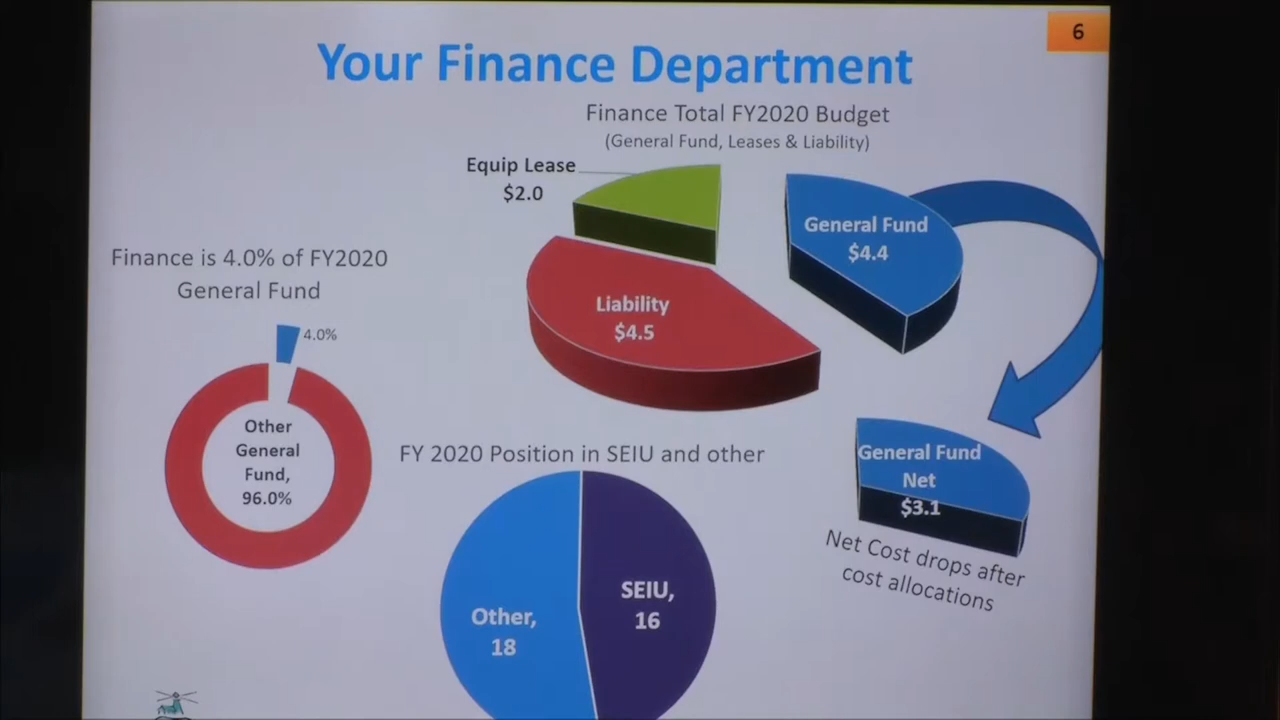 6
Your Finance Department
Finance Total FY2020 Budget
(General Fund, Leases & Liability)
Equip Lease
$2.0
General Fund
$4.4
Liability
$4.5
Finance is 4.0% of FY2020
General Fund
4.0%
Other
General
Fund,
96.0%
FY 2020 Position in SEIU and other
Other,
18
SEIU,
16
General Fund
Net
$3.1
Net Cost drops after
cost allocations